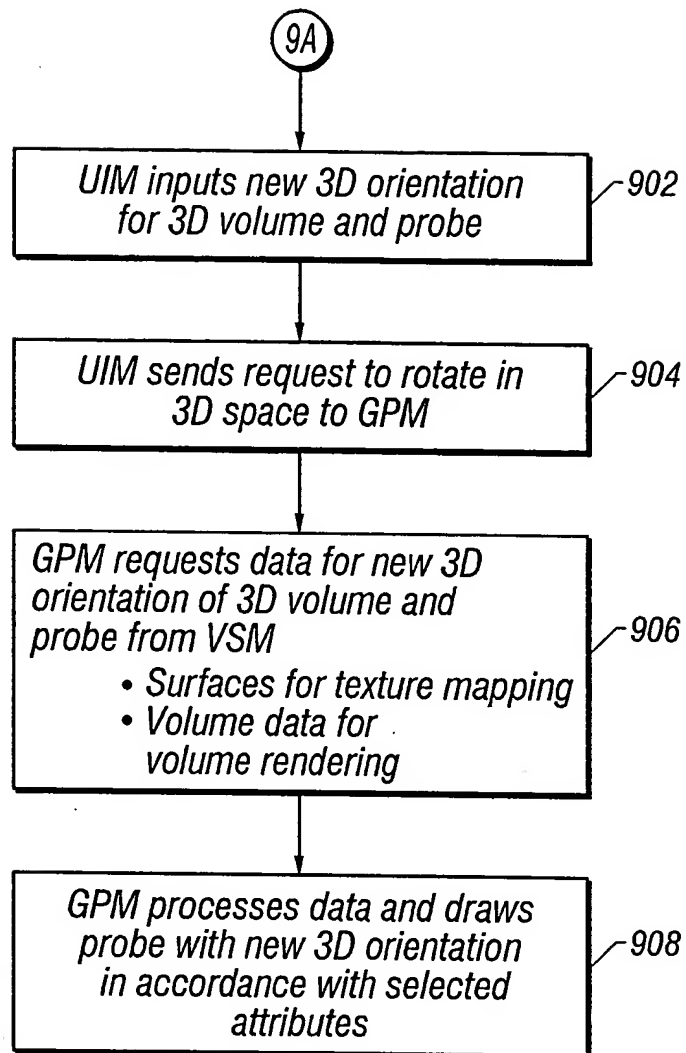 9A
UIM inputs new 3D orientation
for 3D volume and probe
902
UIM sends request to rotate in
3D space to GPM
904
GPM requests data for new 3D
orientation of 3D volume and
probe from VSM
• Surfaces for texture mapping
• Volume data for
volume rendering
906
GPM processes data and draws
probe with new 3D orientation
in accordance with selected
attributes
908